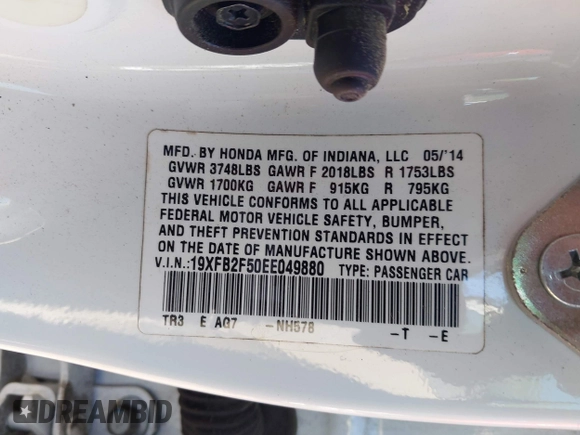 MFD. BY HONDA MFG. OF INDIANA, LLC 05/'14
GVWR 3748LBS GAWR F 2018LBS R 1753LBS
GVWR 1700KG GAWR F 915KG R 795KG
THIS VEHICLE CONFORMS TO ALL APPLICABLE
FEDERAL MOTOR VEHICLE SAFETY, BUMPER,
AND THEFT PREVENTION STANDARDS IN EFFECT
ON THE DATE OF MANUFACTURE SHOWN ABOVE.
V.I.N.:19XFB2F50EE049880 TYPE: PASSENGER CAR
TR3 E AG7 -NH578 -T -E
DREAMBID